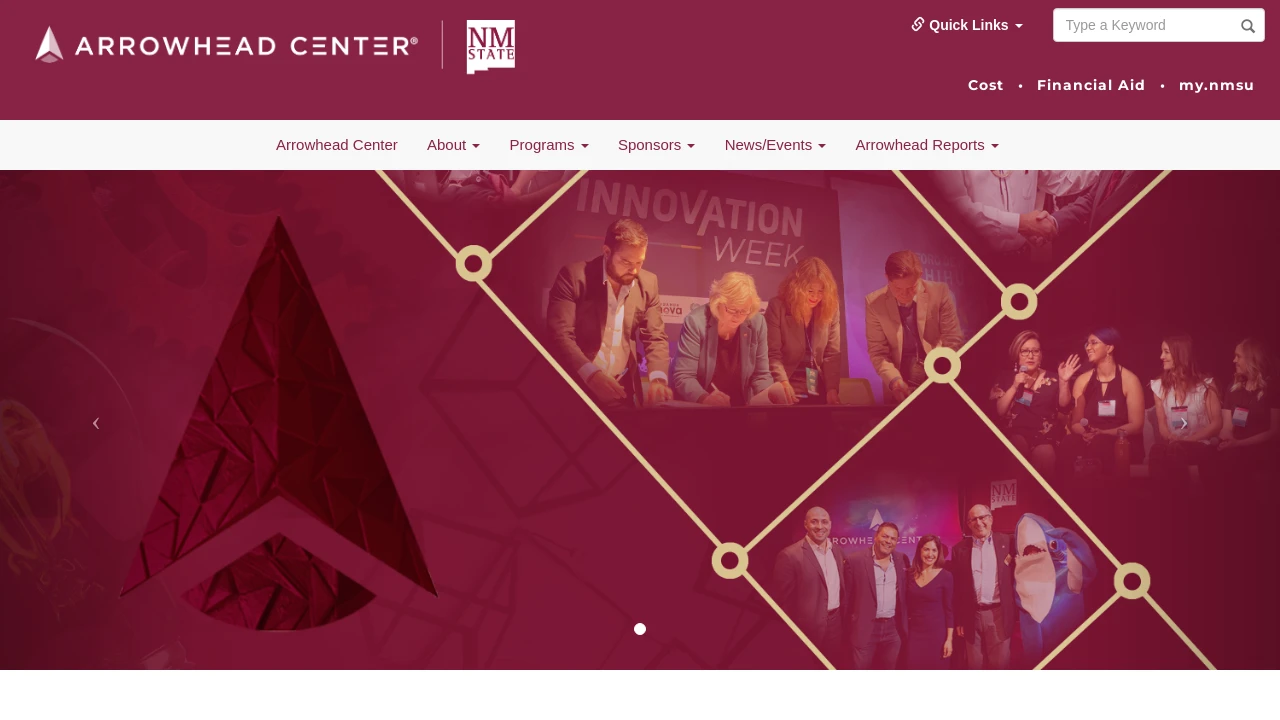 ARROWHEAD CENTER®
NM
STATE
Quick Links
Type a Keyword
Cost • Financial Aid • my.nmsu
Arrowhead Center About Programs Sponsors News/Events Arrowhead Reports
INNOVATION
WEEK
NM
STATE
ARROWHEAD CENTER